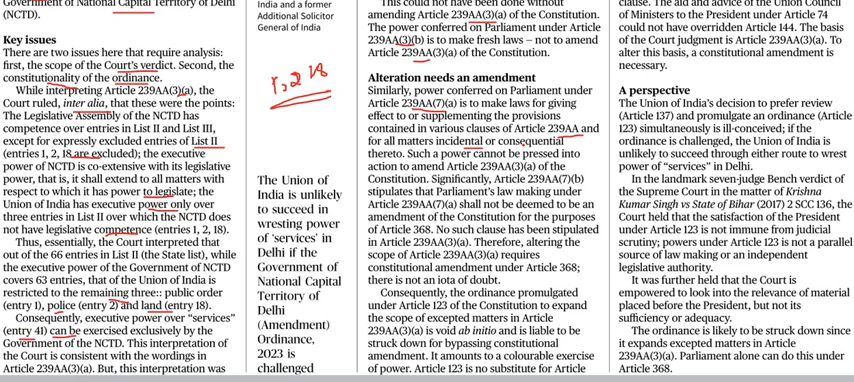 Government of National Capital Territory of Delhi
(NCTD).
Key issues
There are two issues here that require analysis:
first, the scope of the Court's verdict. Second, the
constitutionality of the ordinance.
While interpreting Article 239AA(3)(a), the
Court ruled, inter alia, that these were the points:
The Legislative Assembly of the NCTD has
competence over entries in List II and List III,
except for expressly excluded entries of List II
(entries 1, 2, 18 are excluded); the executive
power of NCTD is co-extensive with its legislative
power, that is, it shall extend to all matters with
respect to which it has power to legislate; the
Union of India has executive power only over
three entries in List II over which the NCTD does
not have legislative competence (entries 1, 2, 18).
Thus, essentially, the Court interpreted that
out of the 66 entries in List II (the State list), while
the executive power of the Government of NCTD
covers 63 entries, that of the Union of India is
restricted to the remaining three:: public order
(entry 1), police (entry 2) and land (entry 18).
Consequently, executive power over “services”
(entry 41) can be exercised exclusively by the
Government of the NCTD. This interpretation of
the Court is consistent with the wordings in
Article 239AA(3)(a). But, this interpretation was
India and a former
Additional Solicitor
General of India
1, 2 18
The Union of
India is unlikely
to succeed in
wresting power
of ‘services’ in
Delhi if the
Government of
National Capital
Territory of
Delhi
(Amendment)
Ordinance,
2023 is
challenged
This could not have been done without
amending Article 239AA(3)(a) of the Constitution.
The power conferred on Parliament under Article
239AA(3)(b) is to make fresh laws – not to amend
Article 239AA(3)(a) of the Constitution.
Alteration needs an amendment
Similarly, power conferred on Parliament under
Article 239AA(7)(a) is to make laws for giving
effect to or supplementing the provisions
contained in various clauses of Article 239AA and
for all matters incidental or consequential
thereto. Such a power cannot be pressed into
action to amend Article 239AA(3)(a) of the
Constitution. Significantly, Article 239AA(7)(b)
stipulates that Parliament's law making under
Article 239AA(7)(a) shall not be deemed to be an
amendment of the Constitution for the purposes
of Article 368. No such clause has been stipulated
in Article 239AA(3)(a). Therefore, altering the
scope of Article 239AA(3)(a) requires
constitutional amendment under Article 368;
there is not an iota of doubt.
Consequently, the ordinance promulgated
under Article 123 of the Constitution to expand
the scope of excepted matters in Article
239AA(3)(a) is void ab initio and is liable to be
struck down for bypassing constitutional
amendment. It amounts to a colourable exercise
of power. Article 123 is no substitute for Article
clause. The aid and advice of the Union Council
of Ministers to the President under Article 74
could not have overridden Article 144. The basis
of the Court judgment is Article 239AA(3)(a). To
alter this basis, a constitutional amendment is
necessary.
A perspective
The Union of India's decision to prefer review
(Article 137) and promulgate an ordinance (Article
123) simultaneously is ill-conceived; if the
ordinance is challenged, the Union of India is
unlikely to succeed through either route to wrest
power of “services” in Delhi.
In the landmark seven-judge Bench verdict of
the Supreme Court in the matter of Krishna
Kumar Singh vs State of Bihar (2017) 2 SCC 136, the
Court held that the satisfaction of the President
under Article 123 is not immune from judicial
scrutiny; powers under Article 123 is not a parallel
source of law making or an independent
legislative authority.
It was further held that the Court is
empowered to look into the relevance of material
placed before the President, but not its
sufficiency or adequacy.
The ordinance is likely to be struck down since
it expands excepted matters in Article
239AA(3)(a). Parliament alone can do this under
Article 368.